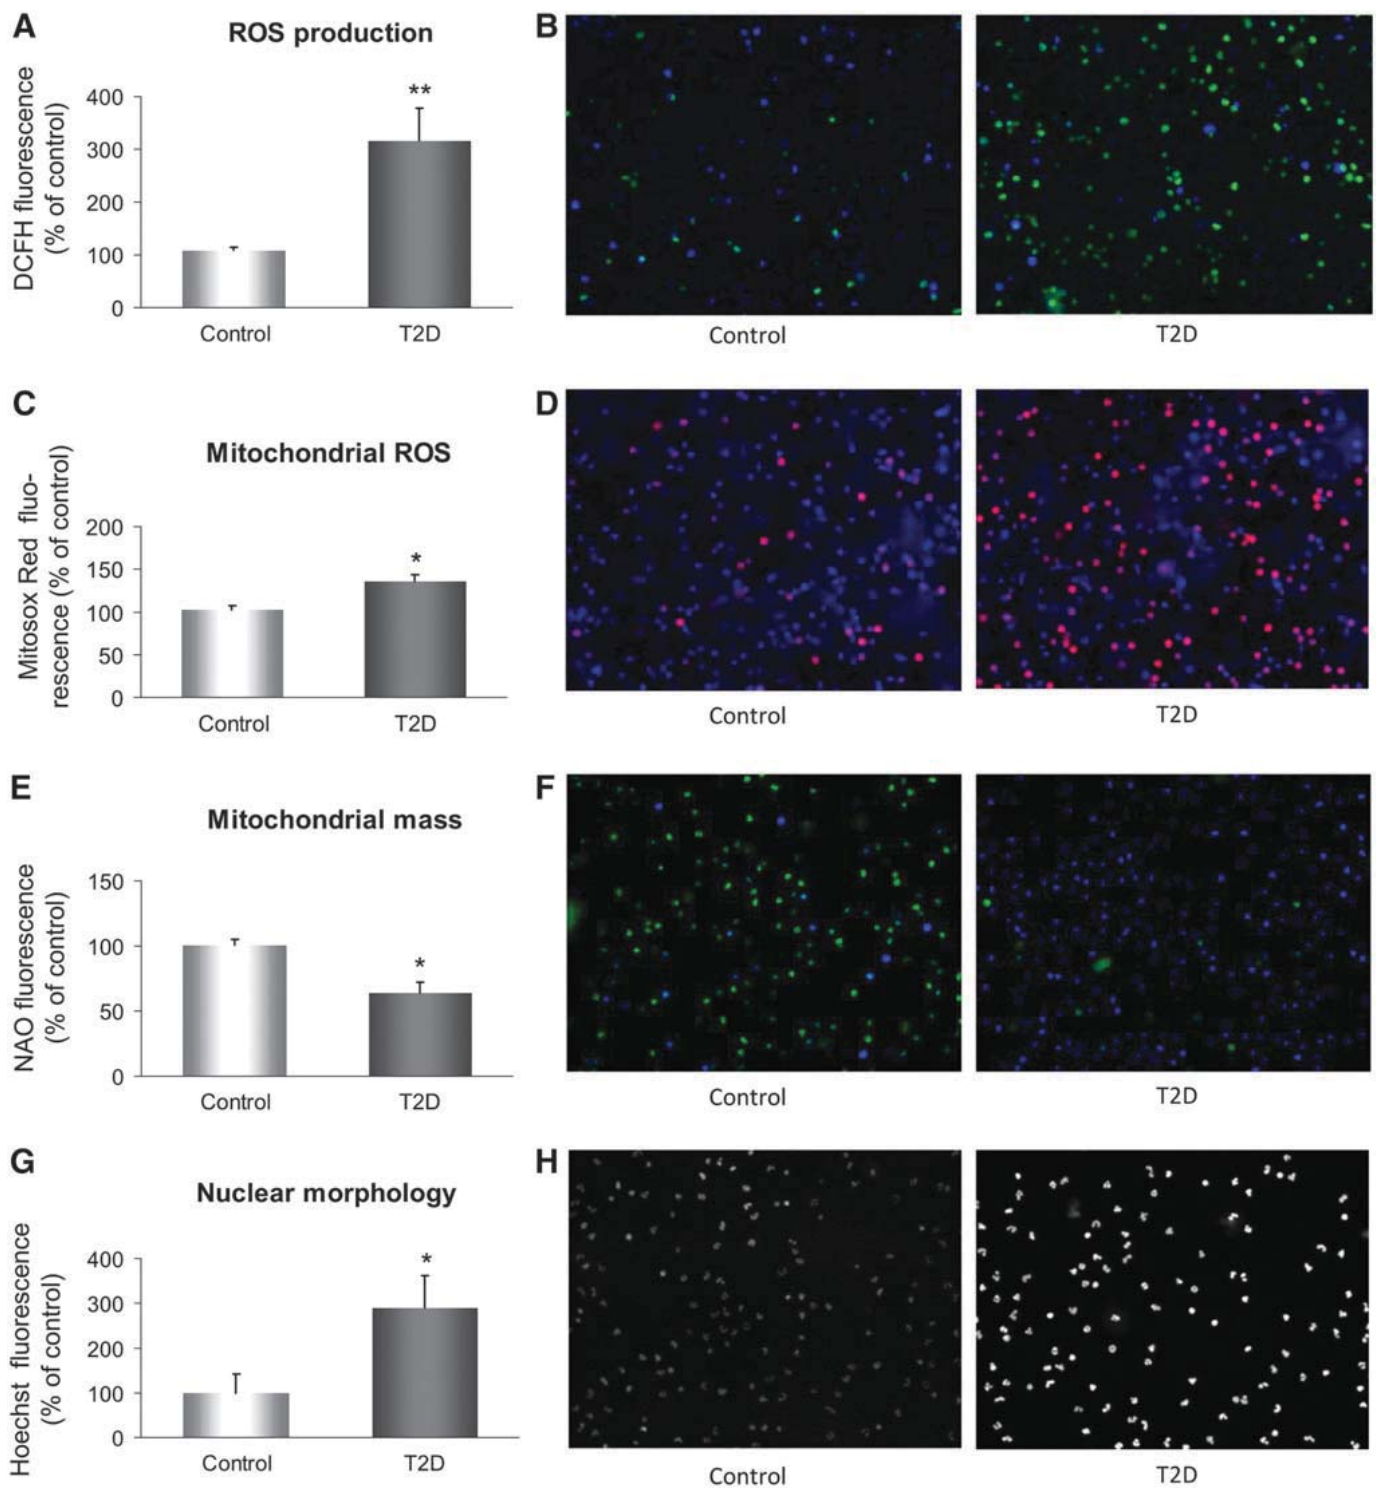 A
ROS production
DCFH fluorescence
(% of control)
400
300
200
100
0
**
Control
T2D
B
Control
T2D
C
Mitochondrial ROS
Mitosox Red fluo-
rescence (% of control)
200
150
100
50
0
*
Control
T2D
D
Control
T2D
E
Mitochondrial mass
NAO fluorescence
(% of control)
150
100
50
0
*
Control
T2D
F
Control
T2D
G
Nuclear morphology
Hoechst fluorescence
(% of control)
400
300
200
100
0
*
Control
T2D
H
Control
T2D